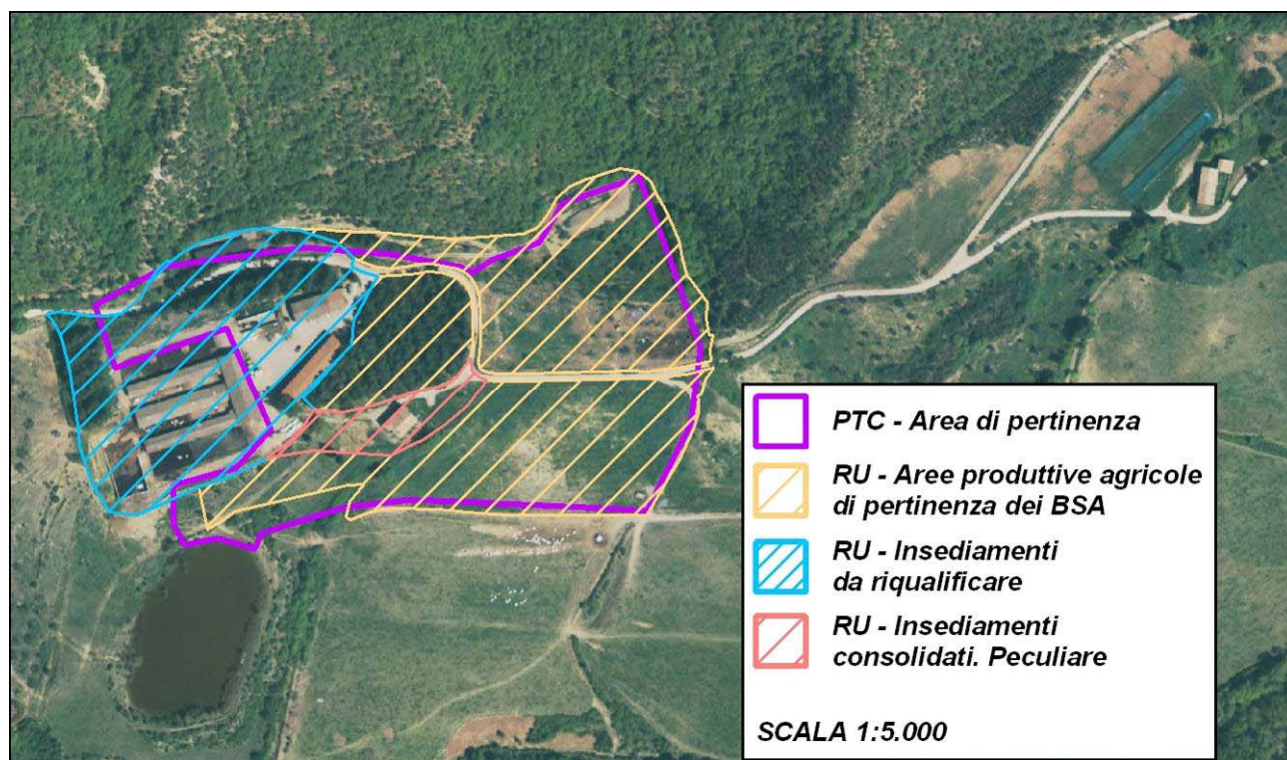 PTC - Area di pertinenza
RU - Aree produttive agricole
di pertinenza dei BSA
RU - Insediamenti
da riqualificare
RU - Insediamenti
consolidati. Peculiare
SCALA 1:5.000